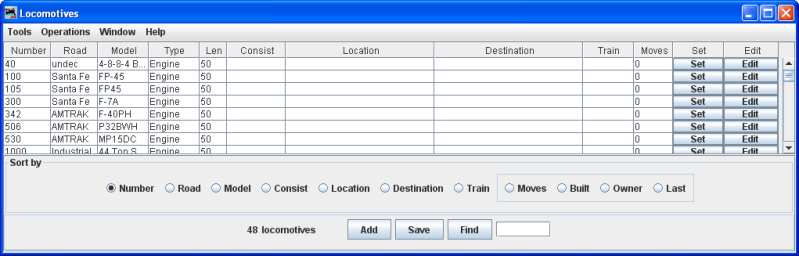 Locomotives
Tools Operations Window Help
Number Road Model Type Len Consist Location Destination Train Moves Set Edit
40 undec 4-8-8-4 B... Engine 50 0 Set Edit
100 Santa Fe FP-45 Engine 50 0 Set Edit
105 Santa Fe FP45 Engine 50 0 Set Edit
300 Santa Fe F-7A Engine 50 0 Set Edit
342 AMTRAK F-40PH Engine 50 0 Set Edit
506 AMTRAK P32BWH Engine 50 0 Set Edit
530 AMTRAK MP15DC Engine 50 0 Set Edit
1000 Industrial 44 Ton S... Engine 50 0 Set Edit
Sort by
Number Road Model Consist Location Destination Train Moves Built Owner Last
48 locomotives Add Save Find